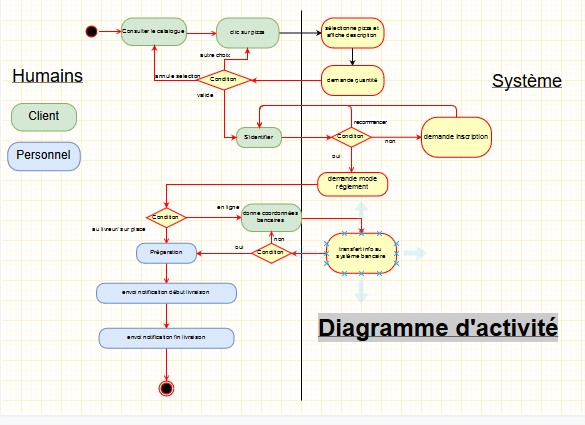 Consulter le catalogue
clic sur pizza
sélectionne pizza et
affiche description
autre choix
Humains
annule selection
Condition
demande quantité
Système
valide
Client
recommencer
S'identifier
Condition
non
demande inscription
Personnel
oui
demande mode
règlement
en ligne
Condition
donne coordonnées
bancaires
au livreur/ sur place
non
oui
Préparation
Condition
transfert info au
système bancaire
envoi notification début livraison
Diagramme d'activité
envoi notification fin livraison